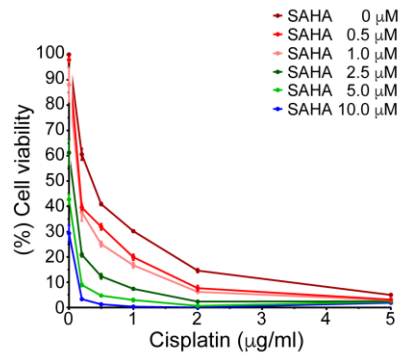 SAHA 0 μM
SAHA 0.5 μM
SAHA 1.0 μM
SAHA 2.5 μM
SAHA 5.0 μM
SAHA 10.0 μM
(%) Cell viability
100
90
80
70
60
50
40
30
20
10
0
0 1 2 3 4 5
Cisplatin (μg/ml)